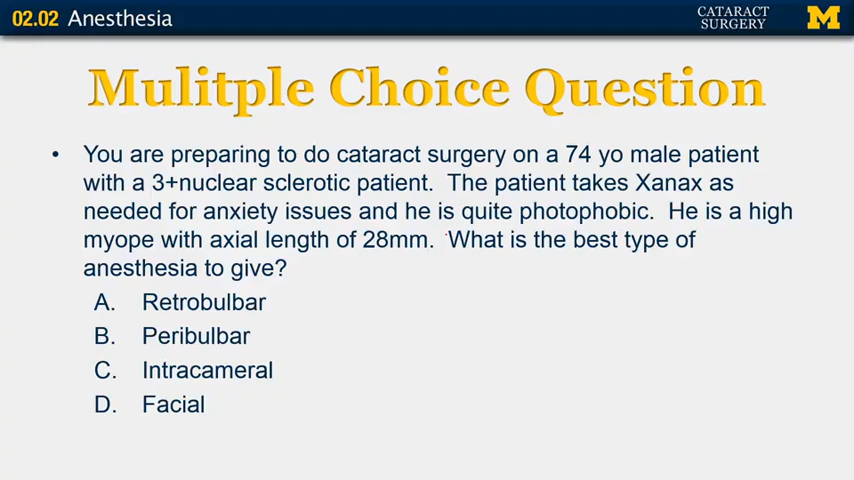 02.02 Anesthesia
CATARACT
SURGERY
M
Mulitple Choice Question
• You are preparing to do cataract surgery on a 74 yo male patient
with a 3+nuclear sclerotic patient. The patient takes Xanax as
needed for anxiety issues and he is quite photophobic. He is a high
myope with axial length of 28mm. What is the best type of
anesthesia to give?
A. Retrobulbar
B. Peribulbar
C. Intracameral
D. Facial